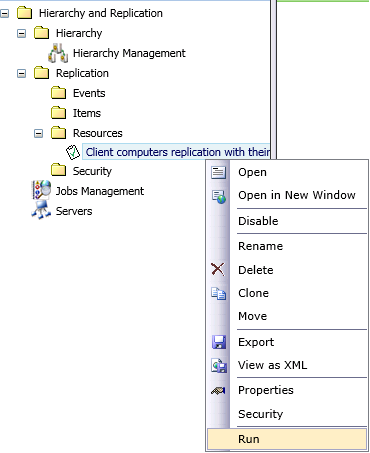 Hierarchy and Replication
Hierarchy
Hierarchy Management
Replication
Events
Items
Resources
Client computers replication with their
Security
Jobs Management
Servers
Open
Open in New Window
Disable
Rename
Delete
Clone
Move
Export
View as XML
Properties
Security
Run